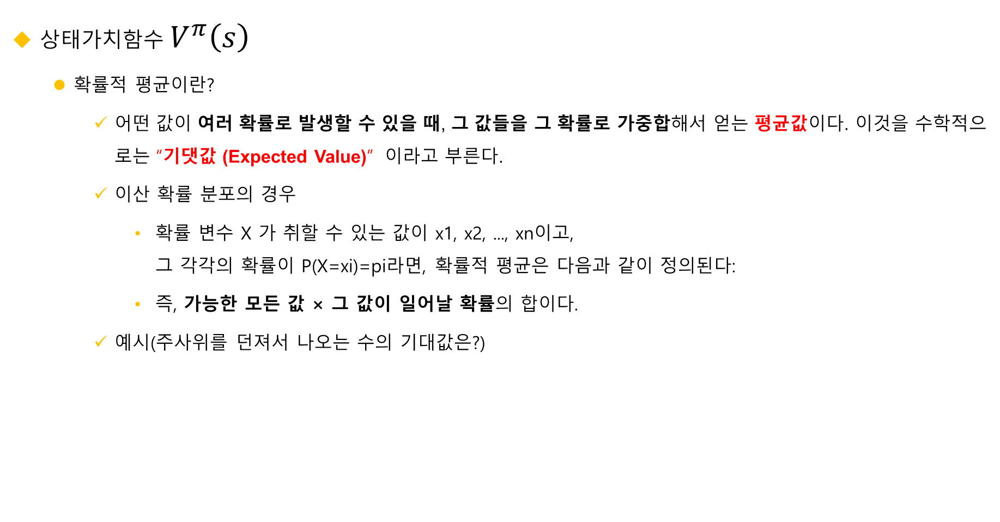 상태가치함수 V^π(s)
확률적 평균이란?
어떤 값이 여러 확률로 발생할 수 있을 때, 그 값들을 그 확률로 가중합해서 얻는 평균값이다. 이것을 수학적으
로는 “기댓값 (Expected Value)” 이라고 부른다.
이산 확률 분포의 경우
확률 변수 X 가 취할 수 있는 값이 x1, x2, ..., xn이고,
그 각각의 확률이 P(X=xi)=pi라면, 확률적 평균은 다음과 같이 정의된다:
즉, 가능한 모든 값 × 그 값이 일어날 확률의 합이다.
예시(주사위를 던져서 나오는 수의 기대값은?)